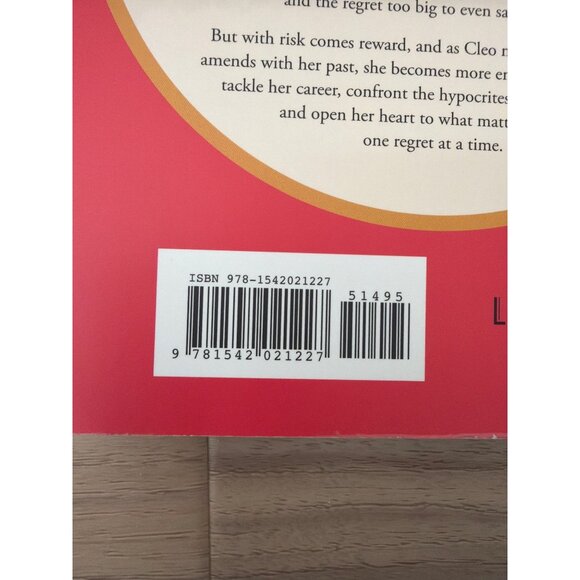 and the regret too big to even sa
But with risk comes reward, and as Cleo
amends with her past, she becomes more
tackle her career, confront the hypocrites
and open her heart to what
one regret at a time.
ISBN 978-1542021227
51495
9 781542 021227
L